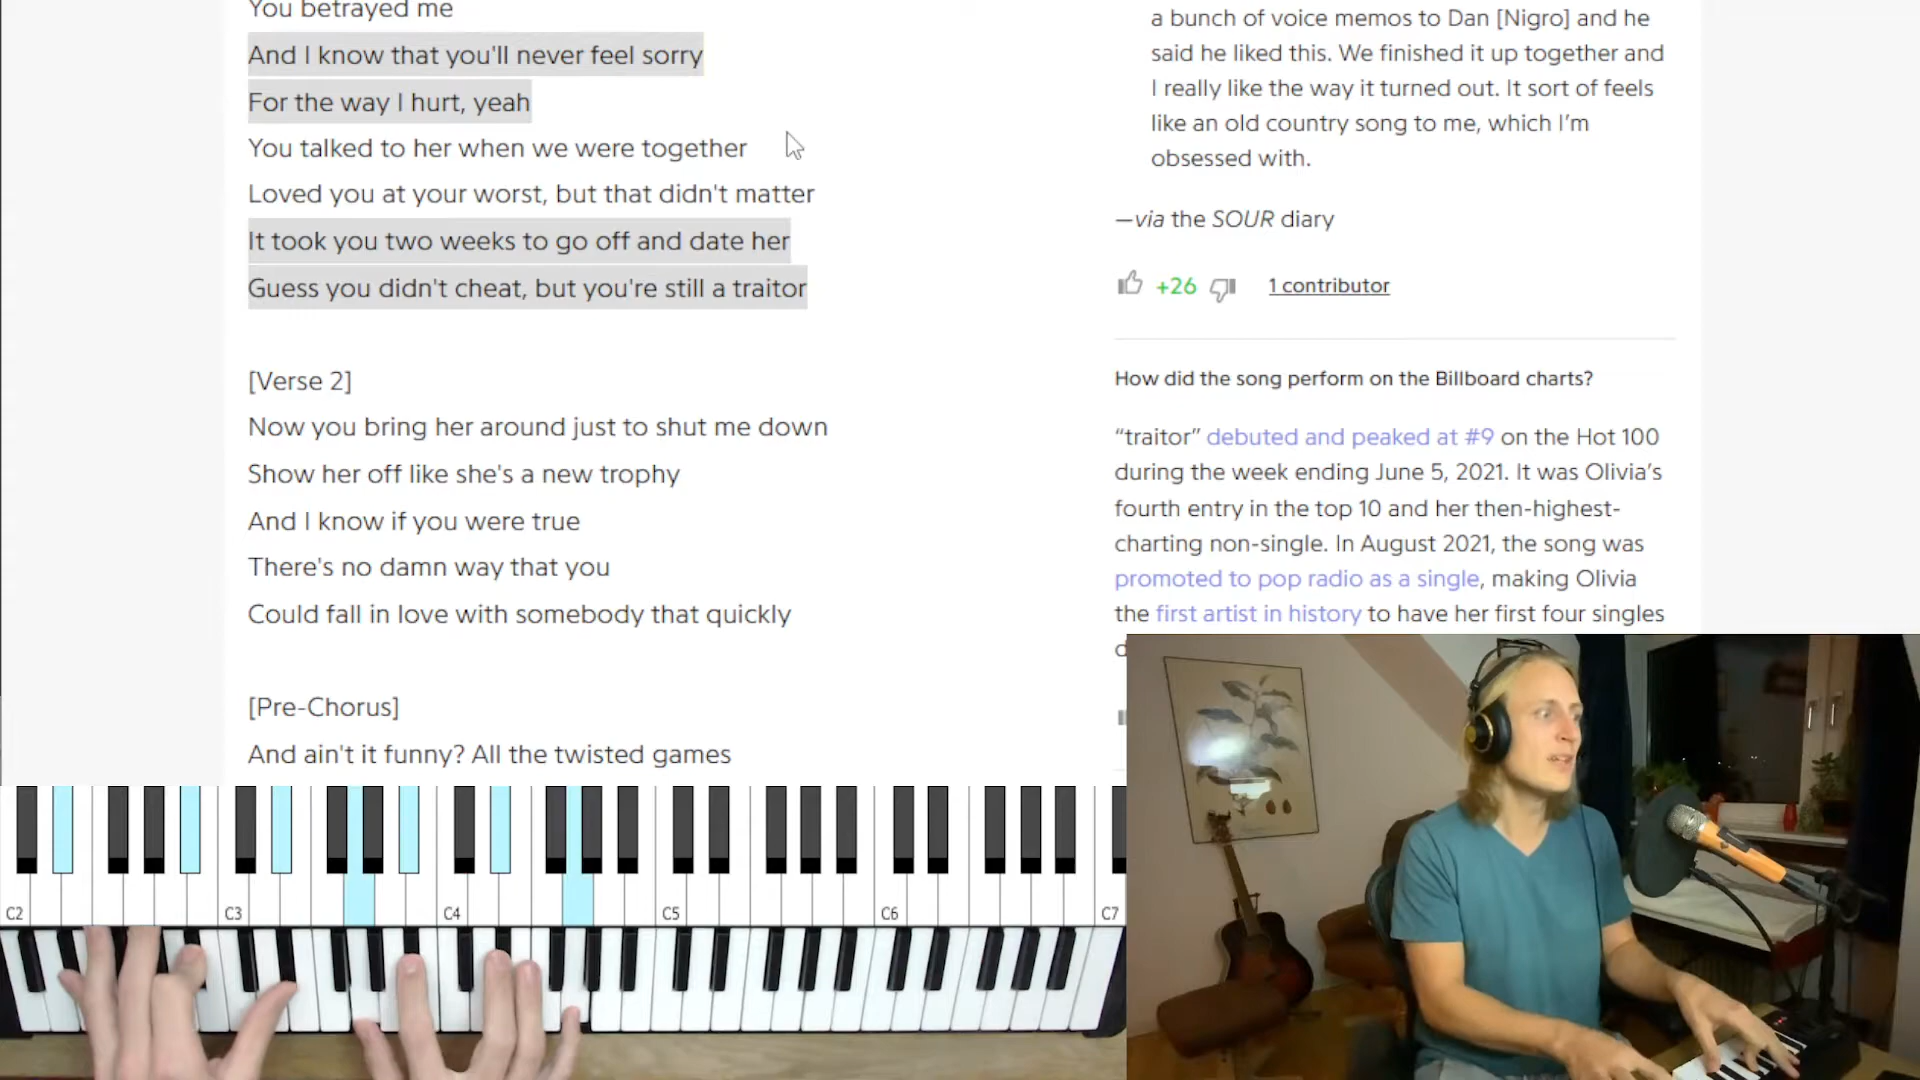 You betrayed me
And I know that you'll never feel sorry
For the way I hurt, yeah
You talked to her when we were together
Loved you at your worst, but that didn't matter
It took you two weeks to go off and date her
Guess you didn't cheat, but you're still a traitor
[Verse 2]
Now you bring her around just to shut me down
Show her off like she's a new trophy
And I know if you were true
There's no damn way that you
Could fall in love with somebody that quickly
[Pre-Chorus]
And ain't it funny? All the twisted games
a bunch of voice memos to Dan [Nigro] and he
said he liked this. We finished it up together and
I really like the way it turned out. It sort of feels
like an old country song to me, which I’m
obsessed with.
—via the SOUR diary
+26 1 contributor
How did the song perform on the Billboard charts?
“traitor” debuted and peaked at #9 on the Hot 100
during the week ending June 5, 2021. It was Olivia’s
fourth entry in the top 10 and her then-highest-
charting non-single. In August 2021, the song was
promoted to pop radio as a single, making Olivia
the first artist in history to have her first four singles
C2 C3 C4 C5 C6 C7